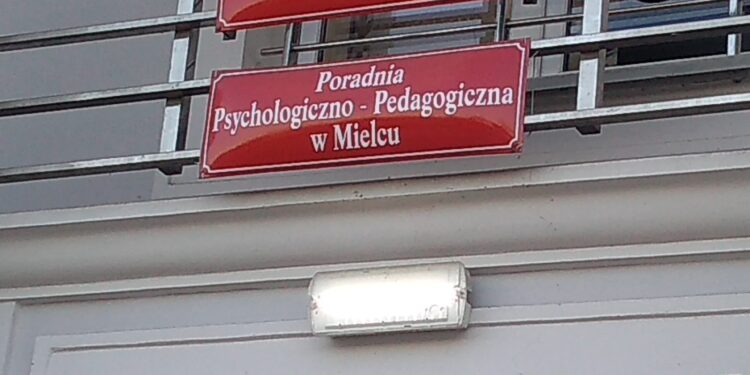 Poradnia
Psychologiczno - Pedagogiczna
w Mielcu